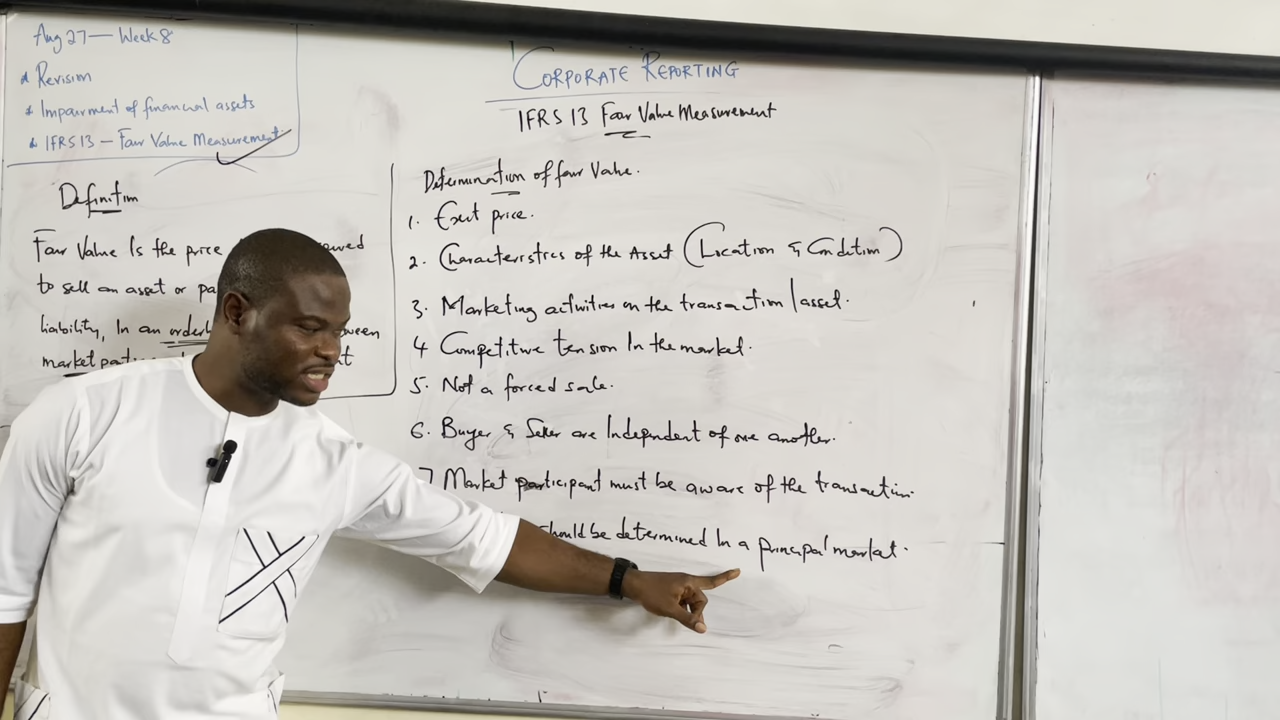 Aug 27 — Week 8
* Revision
* Impairment of financial assets
* IFRS 13 — Fair Value Measurement
CORPORATE REPORTING
IFRS 13 Fair Value Measurement
Definition
Fair Value Is the price
to sell an asset or
liability, In an
market
Determination of fair Value.
1. Exit price.
2. Characteristics of the Asset (Location & Condition)
3. Marketing activities on the transaction / asset.
4 Competitive tension In the market.
5. Not a forced sale.
6. Buyer & Seller are Independent of one another.
7 Market participant must be aware of the transaction.
should be determined In a principal market.